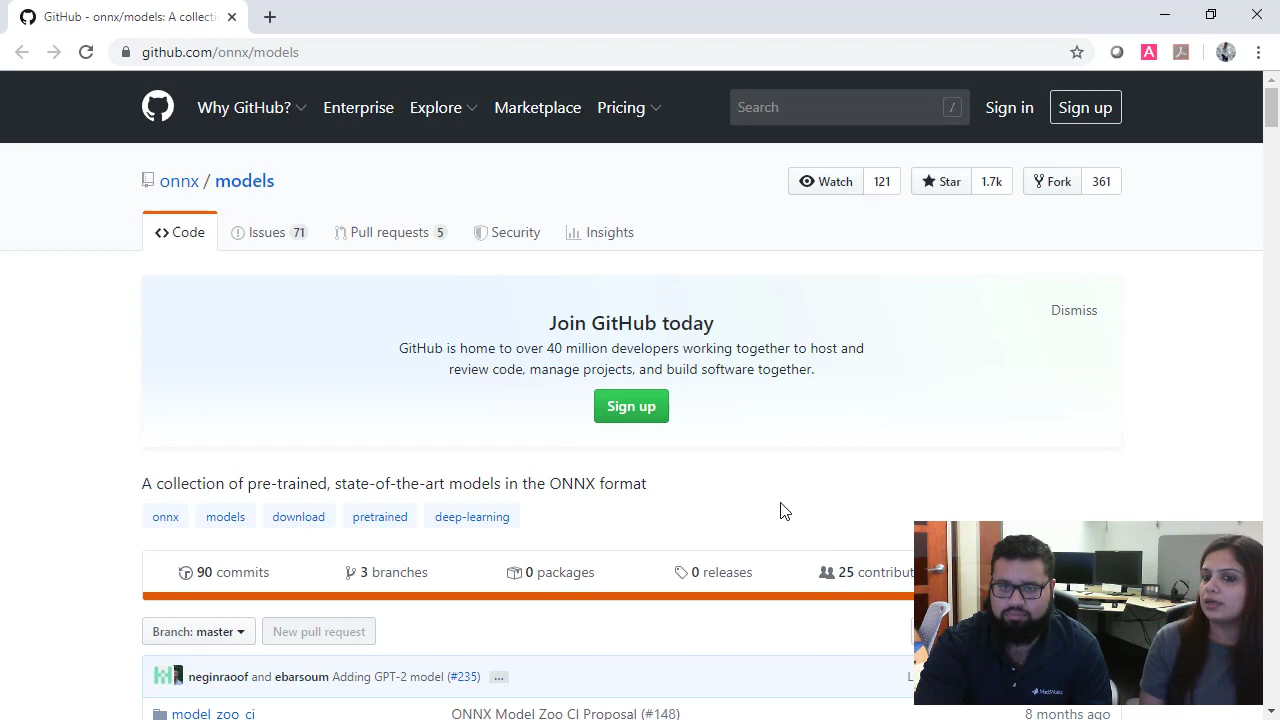 GitHub - onnx/models: A collecti
github.com/onnx/models
A
Why GitHub? Enterprise Explore Marketplace Pricing Search / Sign in Sign up
onnx / models
Watch 121 Star 1.7k Fork 361
Code Issues 71 Pull requests 5 Security Insights
Dismiss
Join GitHub today
GitHub is home to over 40 million developers working together to host and
review code, manage projects, and build software together.
Sign up
A collection of pre-trained, state-of-the-art models in the ONNX format
onnx models download pretrained deep-learning
90 commits 3 branches 0 packages 0 releases 25 contribut
Branch: master New pull request
neginraoof and ebarsoum Adding GPT-2 model (#235) ... L
model_zoo_ci ONNX Model Zoo CI Proposal (#148) 8 months ago
MathWorks